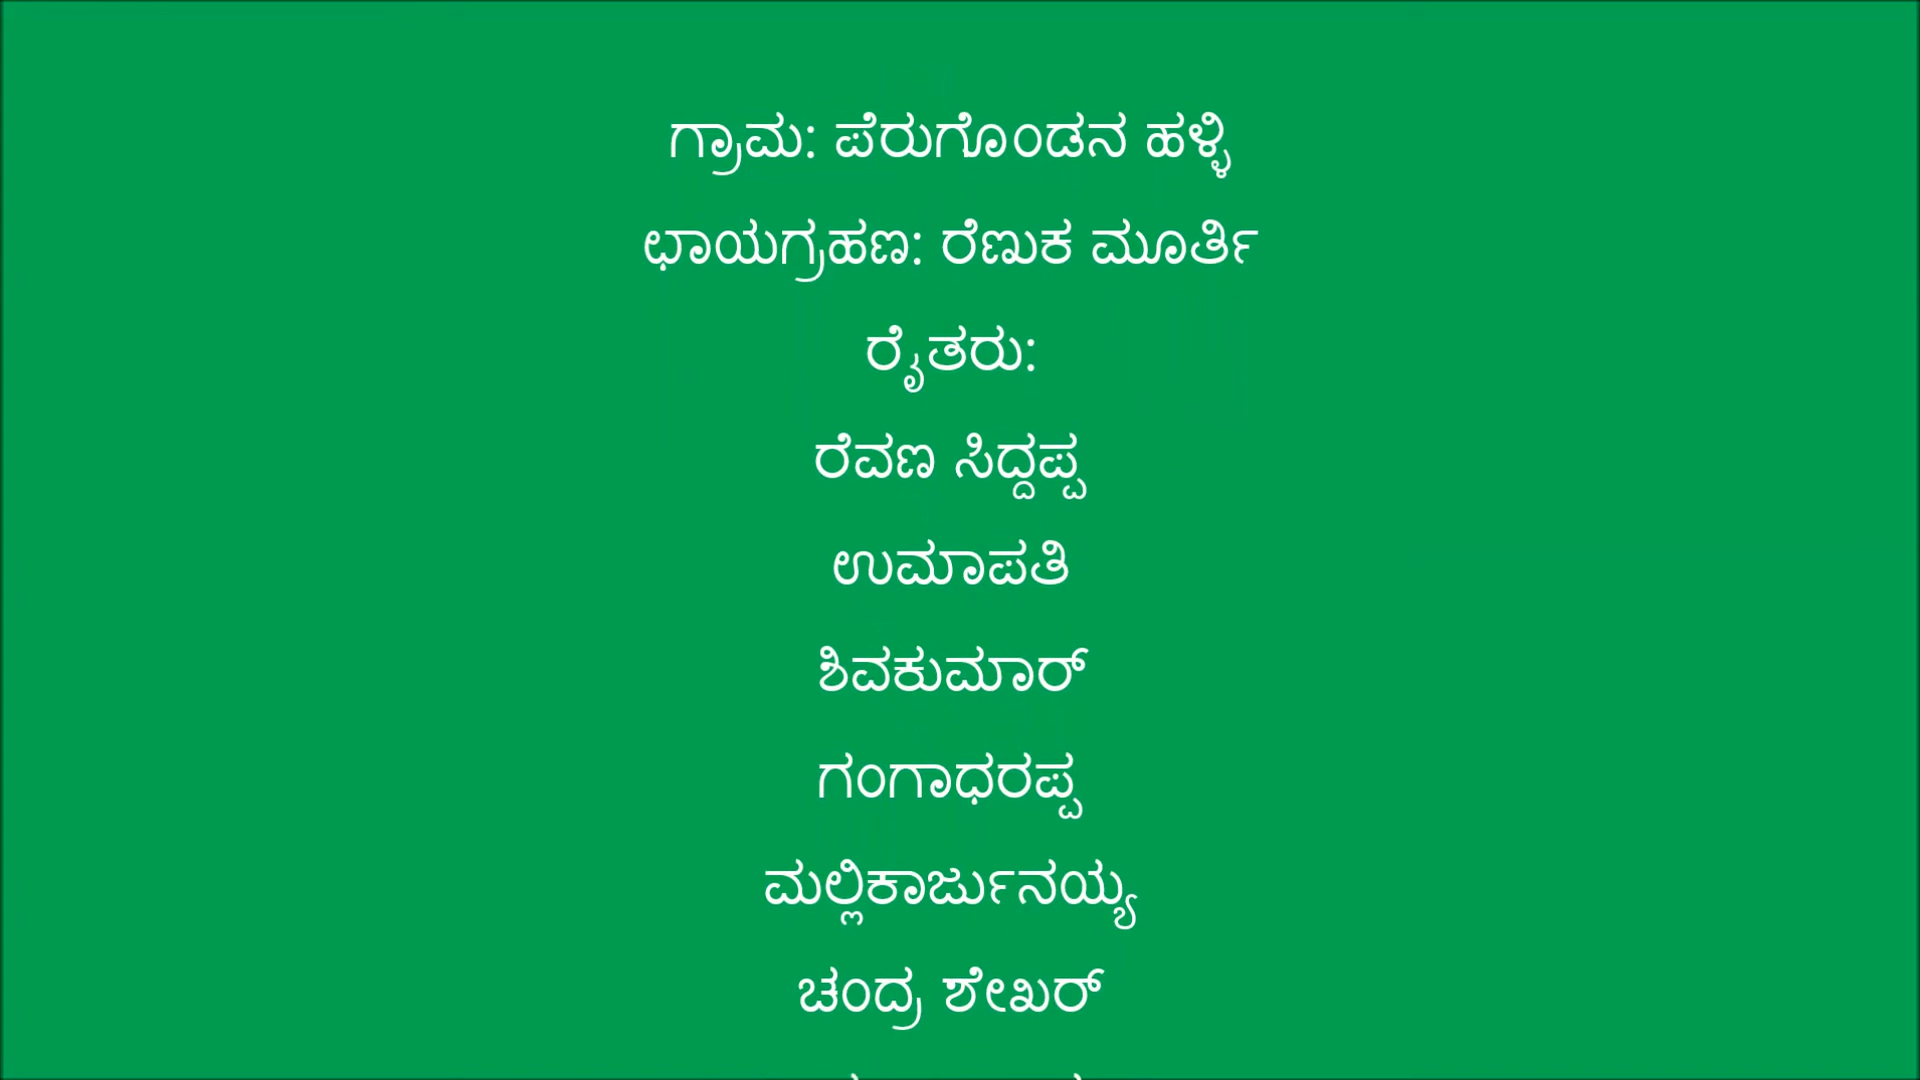 ಗ್ರಾಮ: ಪೆರುಗೊಂಡನ ಹಳ್ಳಿ
ಛಾಯಗ್ರಹಣ: ರೆಣುಕ ಮೂರ್ತಿ
ರೈತರು:
ರೆವಣ ಸಿದ್ದಪ್ಪ
ಉಮಾಪತಿ
ಶಿವಕುಮಾರ್
ಗಂಗಾಧರಪ್ಪ
ಮಲ್ಲಿಕಾರ್ಜುನಯ್ಯ
ಚಂದ್ರ ಶೇಖರ್